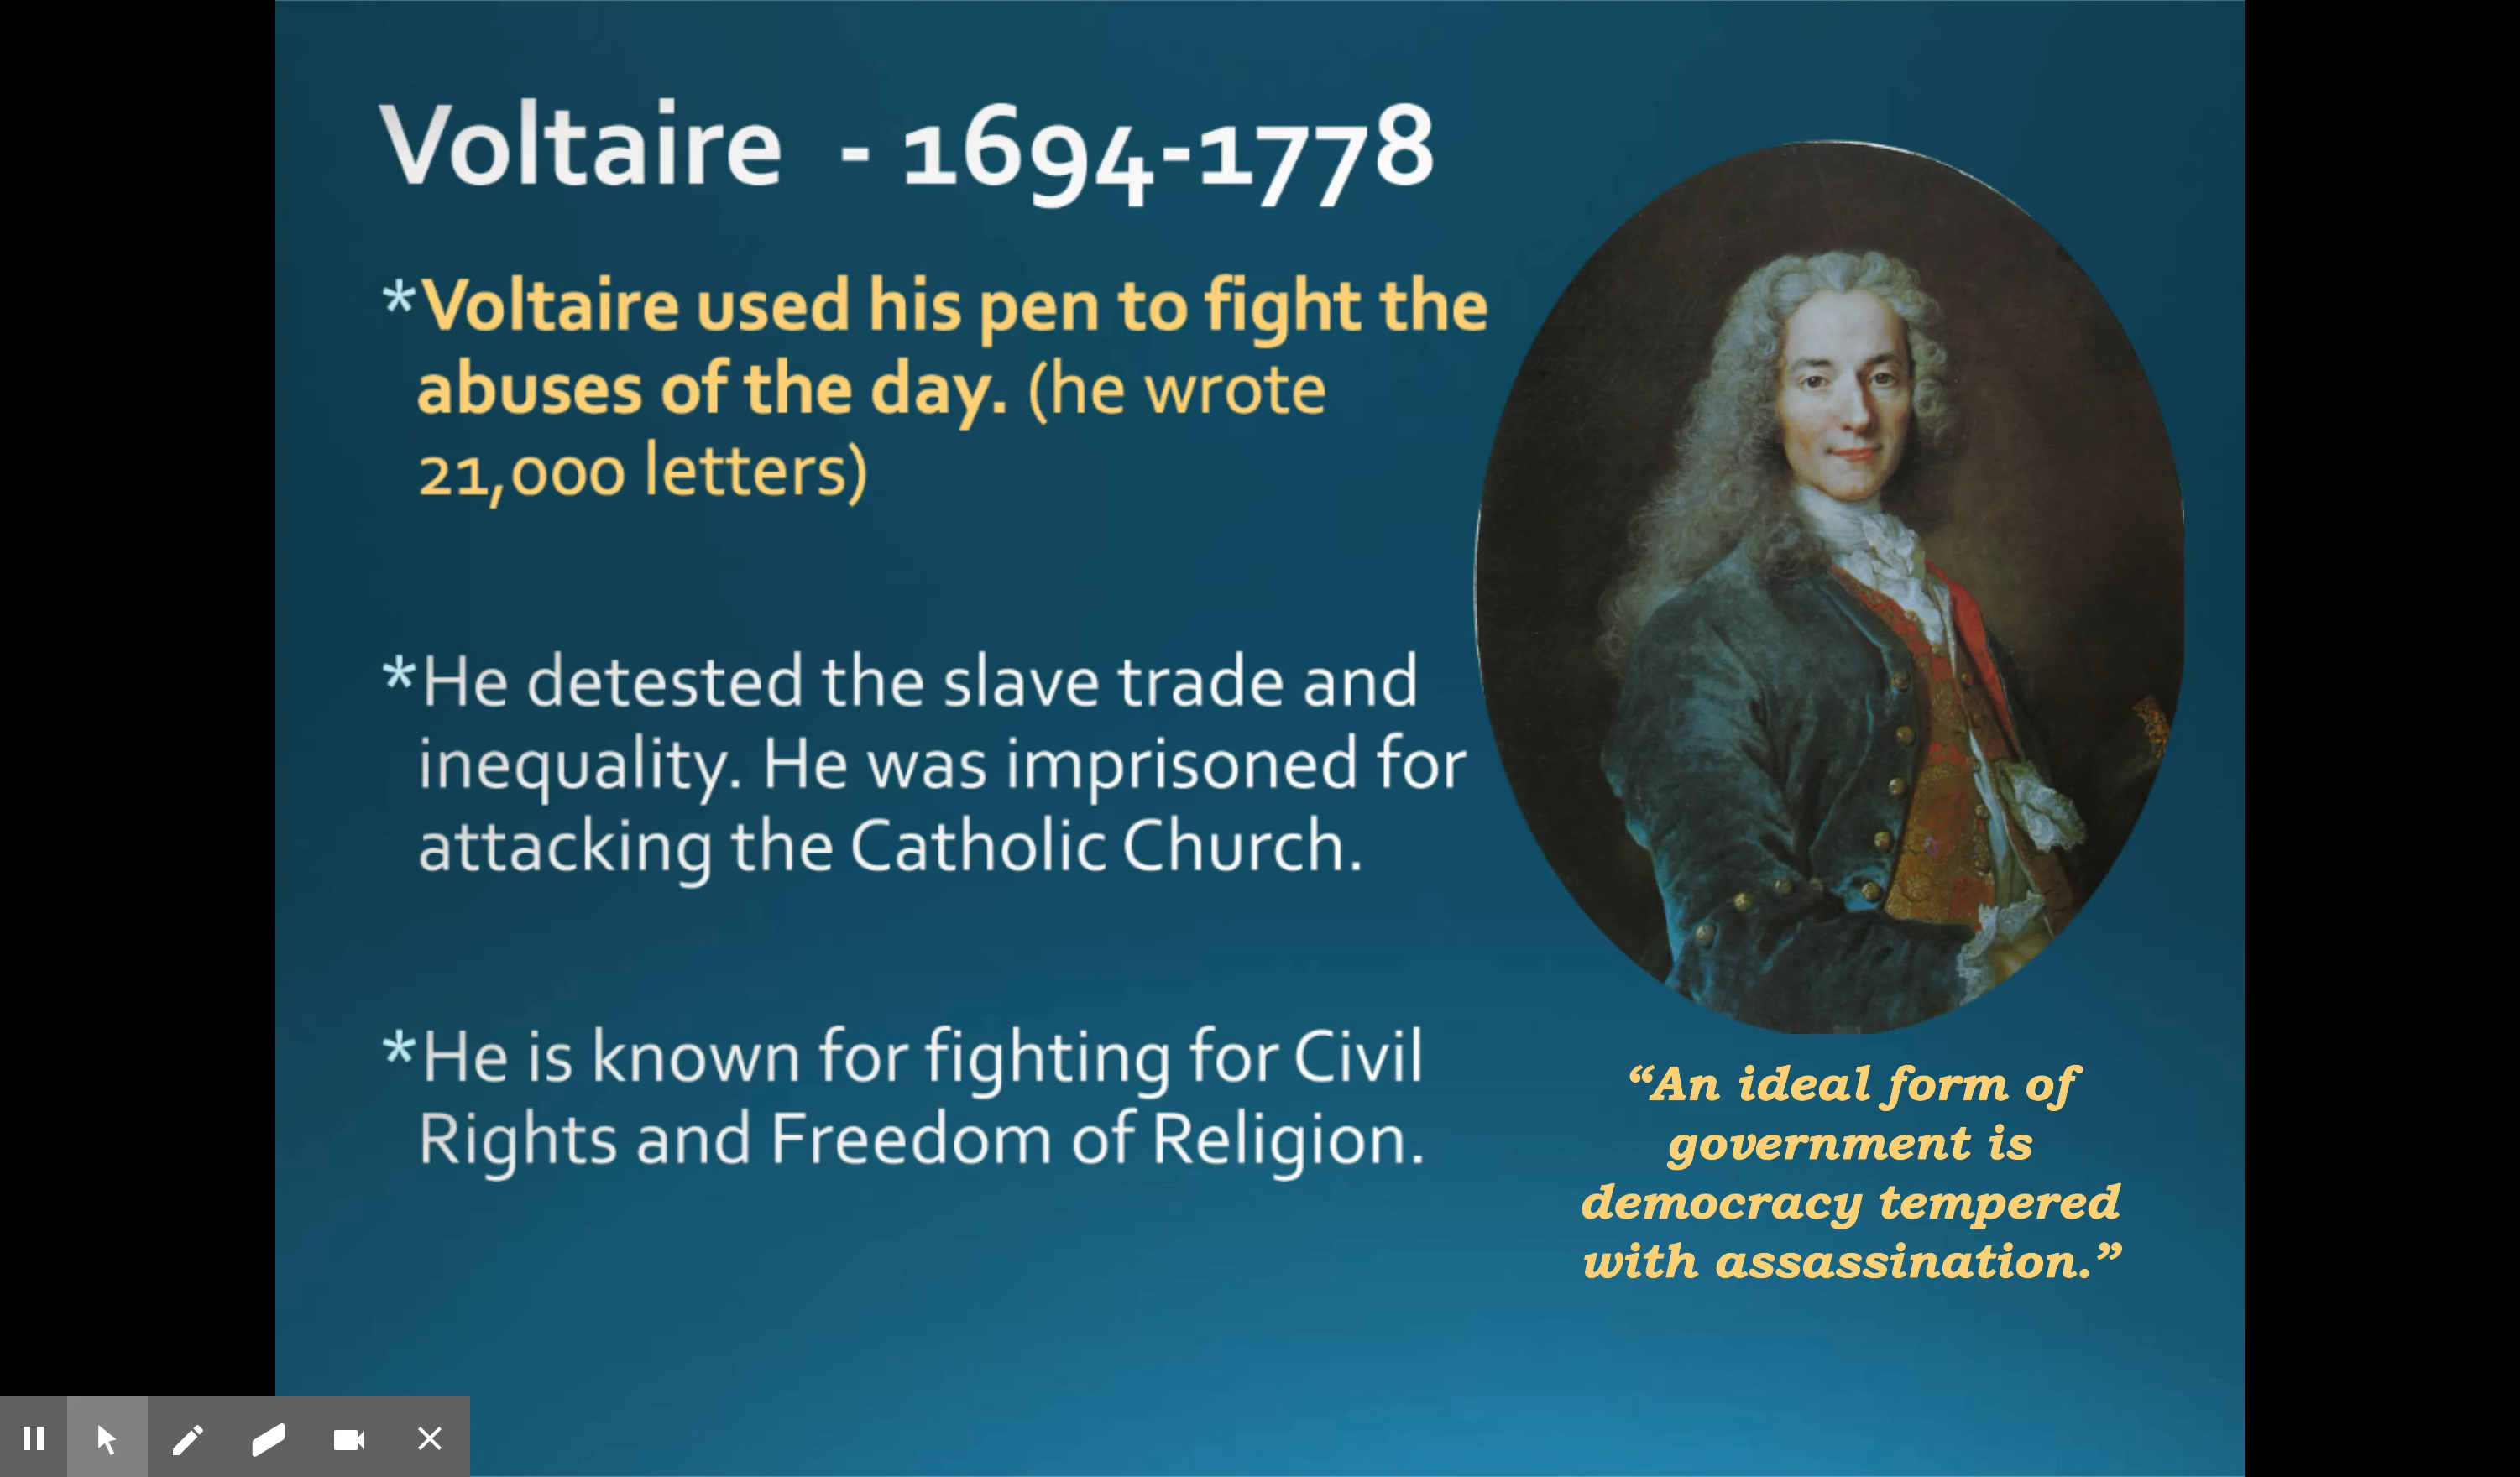 Voltaire - 1694-1778
*Voltaire used his pen to fight the
abuses of the day. (he wrote
21,000 letters)
*He detested the slave trade and
inequality. He was imprisoned for
attacking the Catholic Church.
*He is known for fighting for Civil
Rights and Freedom of Religion.
“An ideal form of
government is
democracy tempered
with assassination.”